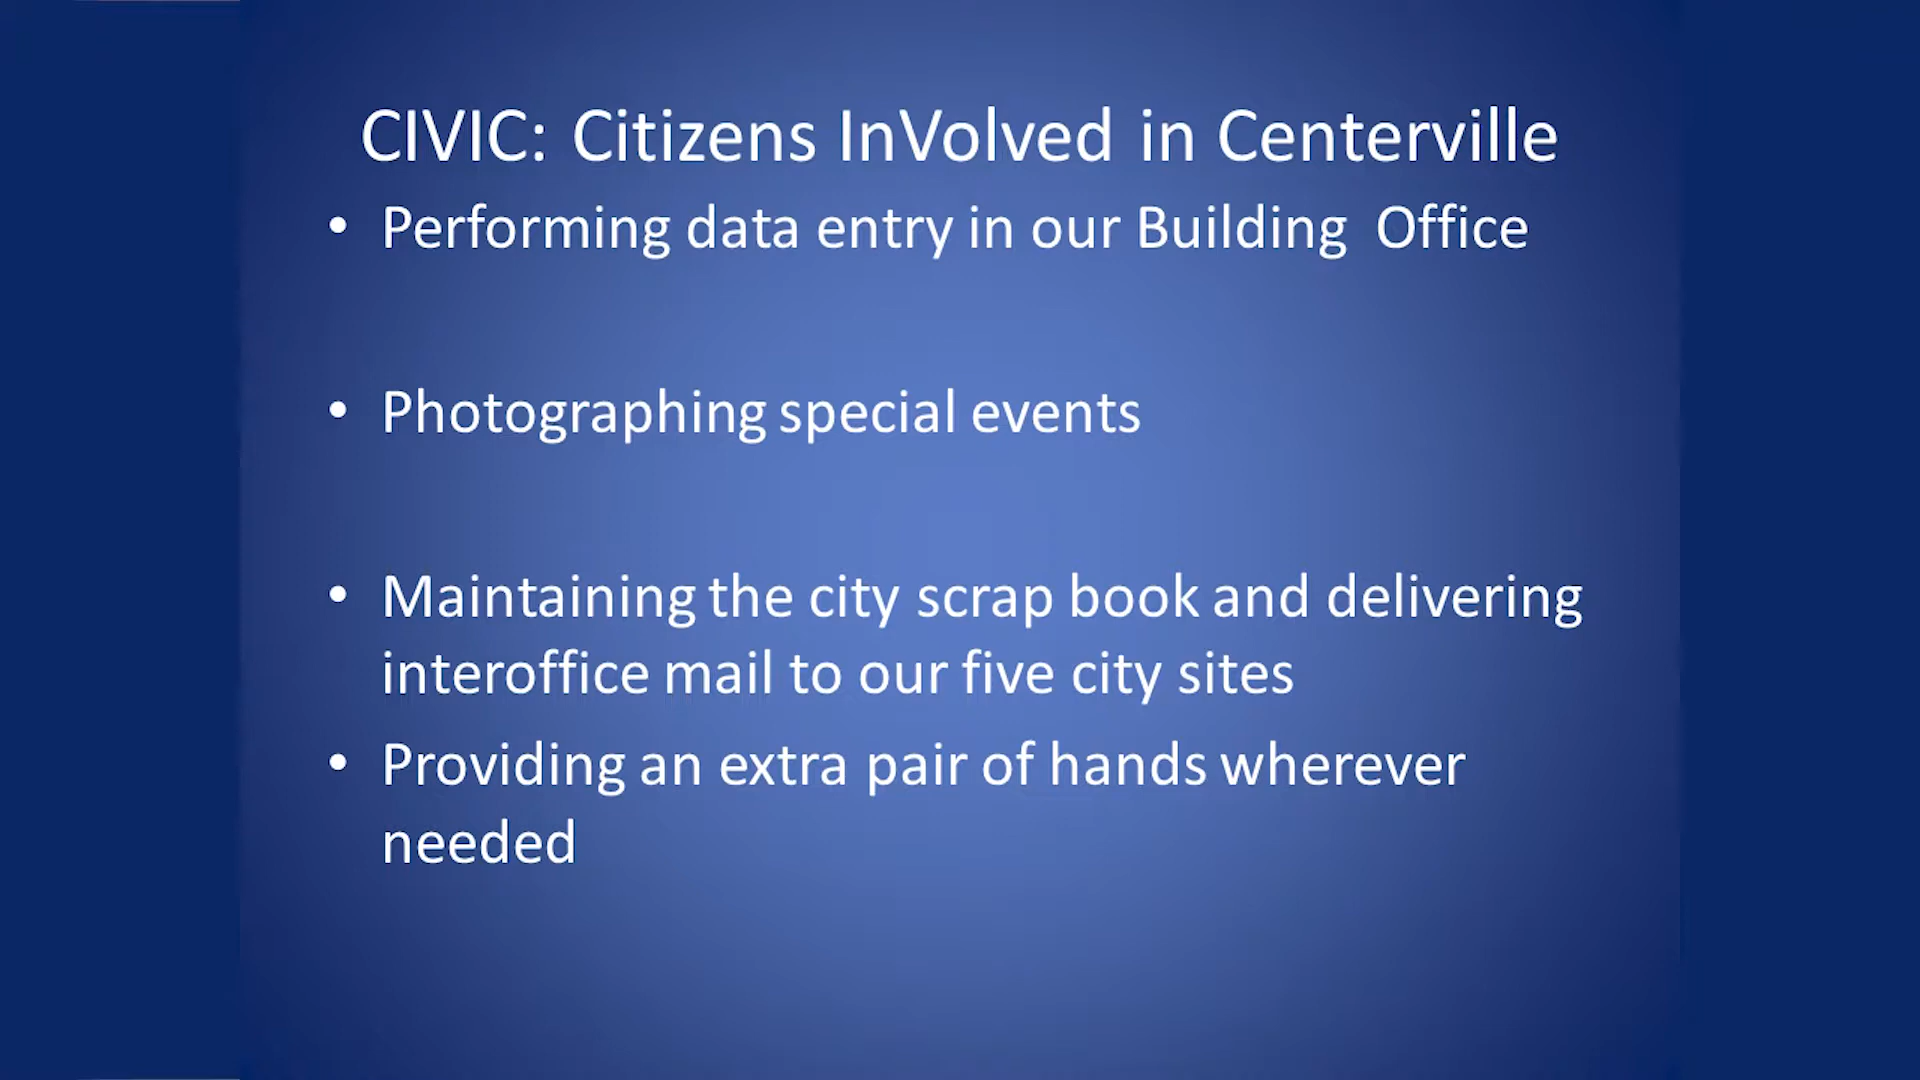 CIVIC: Citizens InVolved in Centerville
• Performing data entry in our Building  Office
• Photographing special events
• Maintaining the city scrap book and delivering
interoffice mail to our five city sites
• Providing an extra pair of hands wherever
needed